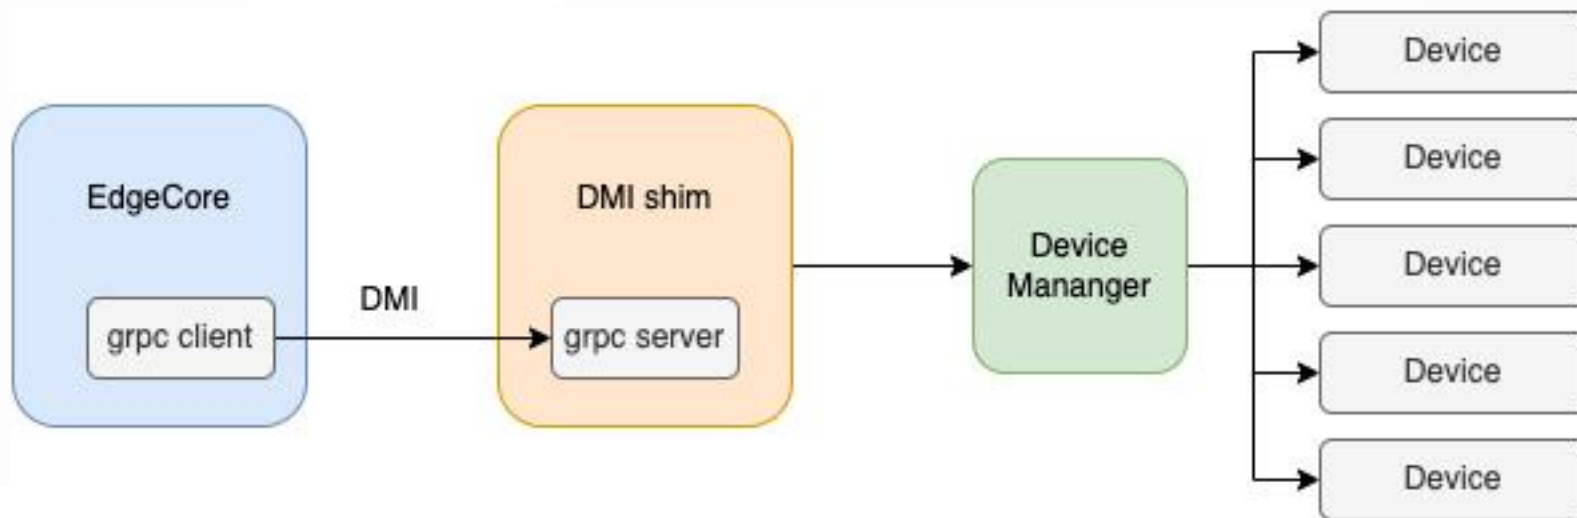 EdgeCore
grpc client
DMI
DMI shim
grpc server
Device
Mananger
Device
Device
Device
Device
Device